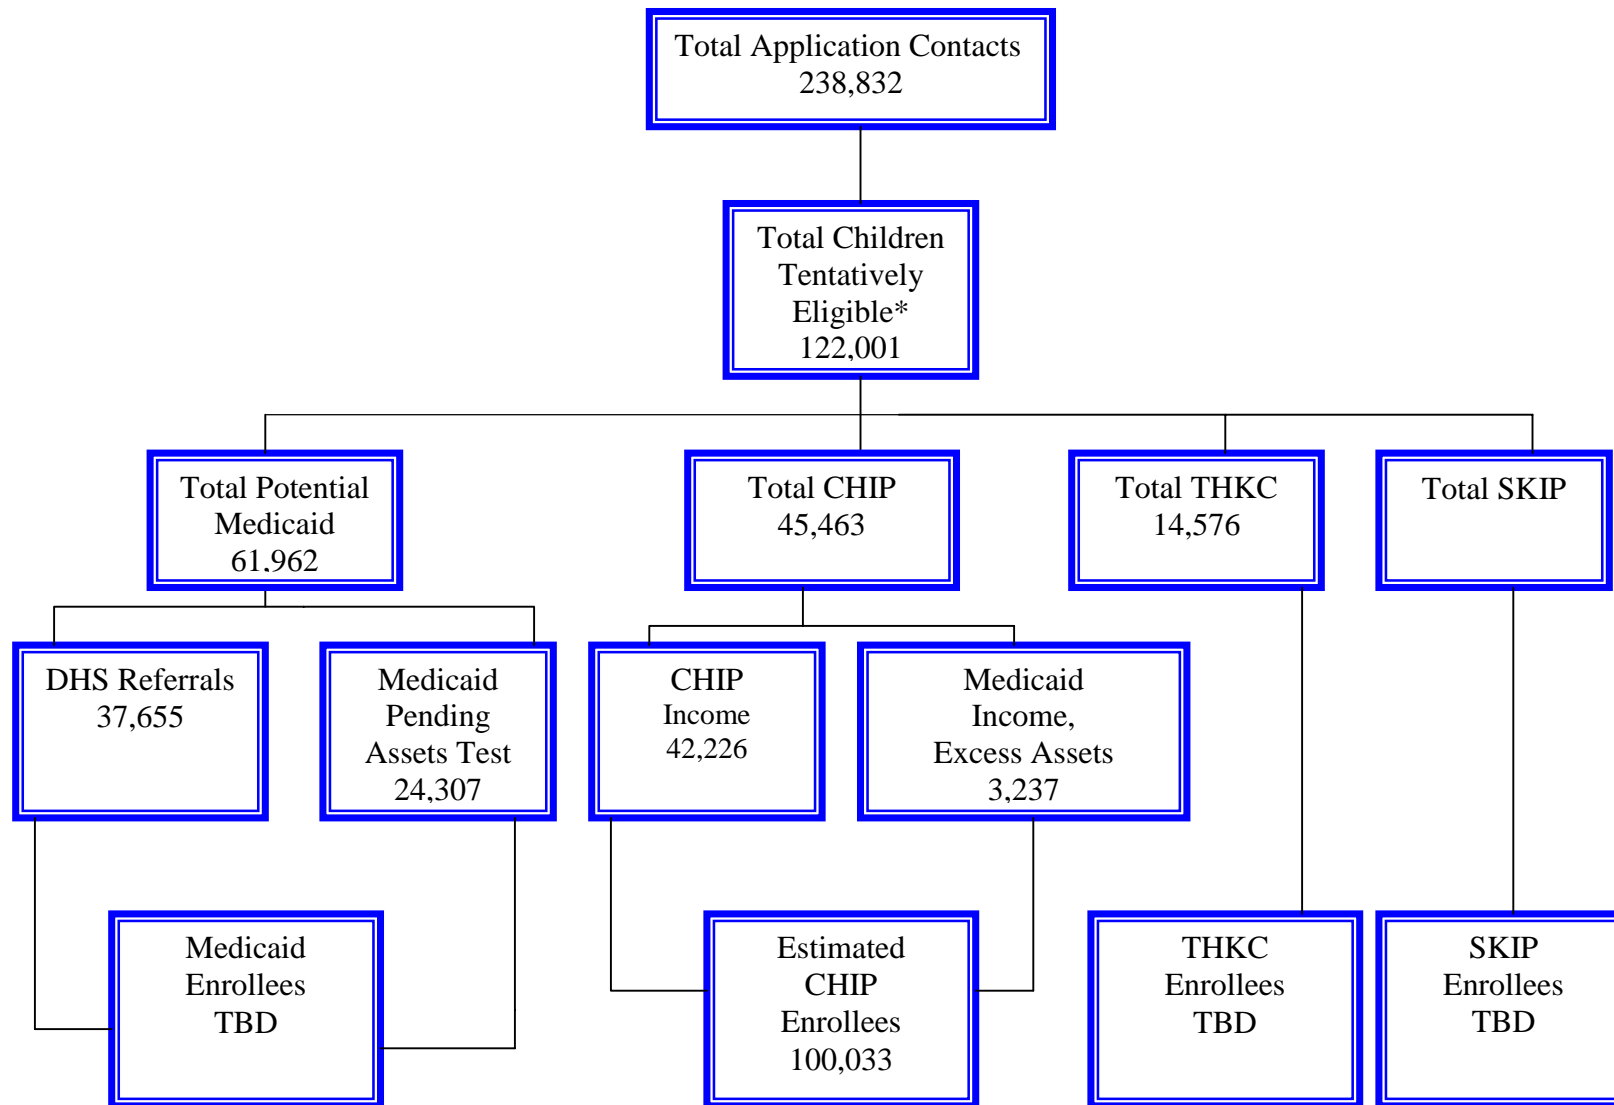 Total Application Contacts
238,832
Total Children
Tentatively
Eligible*
122,001
Total Potential
Medicaid
61,962
Total CHIP
45,463
Total THKC
14,576
Total SKIP
DHS Referrals
37,655
Medicaid
Pending
Assets Test
24,307
CHIP
Income
42,226
Medicaid
Income,
Excess Assets
3,237
Medicaid
Enrollees
TBD
Estimated
CHIP
Enrollees
100,033
THKC
Enrollees
TBD
SKIP
Enrollees
TBD